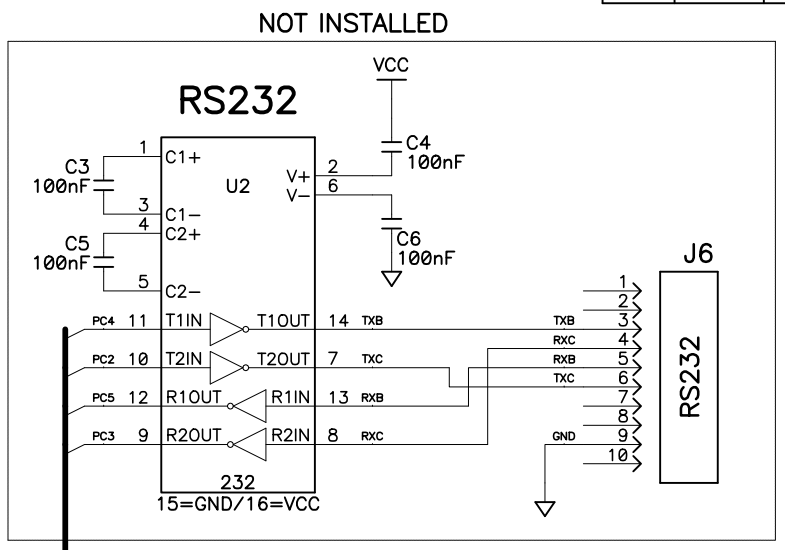 NOT INSTALLED
VCC
RS232
C3
100nF
1
C1+
3
C1-
U2
V+
2
V-
6
C4
100nF
C5
100nF
4
C2+
5
C2-
C6
100nF
J6
RS232
1
2
PC4 11 T1IN T1OUT 14 TXB TXB 3
RXC 4
PC2 10 T2IN T2OUT 7 TXC RXB 5
TXC 6
PC5 12 R1OUT R1IN 13 RXB 7
8
PC3 9 R2OUT R2IN 8 RXC GND 9
10
232
15=GND/16=VCC